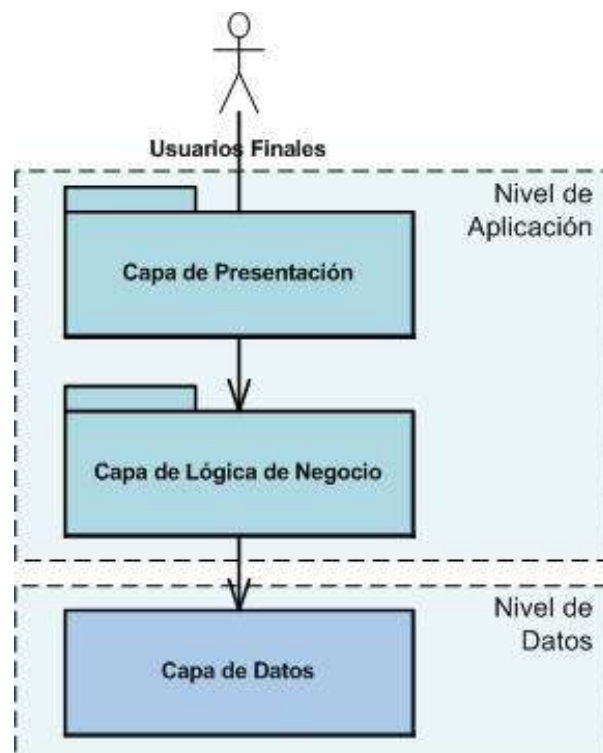 Usuarios Finales
Nivel de
Aplicación
Capa de Presentación
Capa de Lógica de Negocio
Nivel de
Datos
Capa de Datos